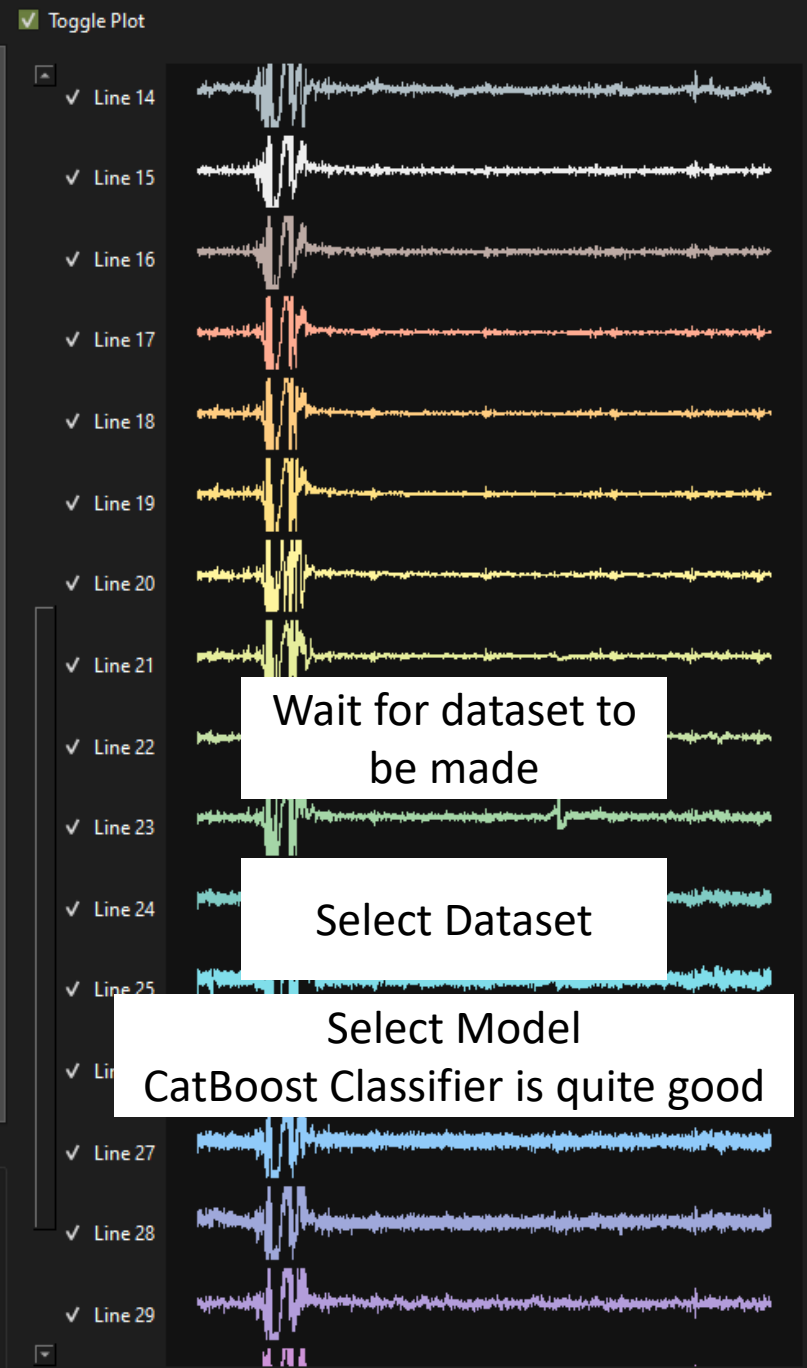 Toggle Plot
Line 14
Line 15
Line 16
Line 17
Line 18
Line 19
Line 20
Line 21
Wait for dataset to
be made
Line 22
Line 23
Line 24
Select Dataset
Line 25
Select Model
CatBoost Classifier is quite good
Line 27
Line 28
Line 29